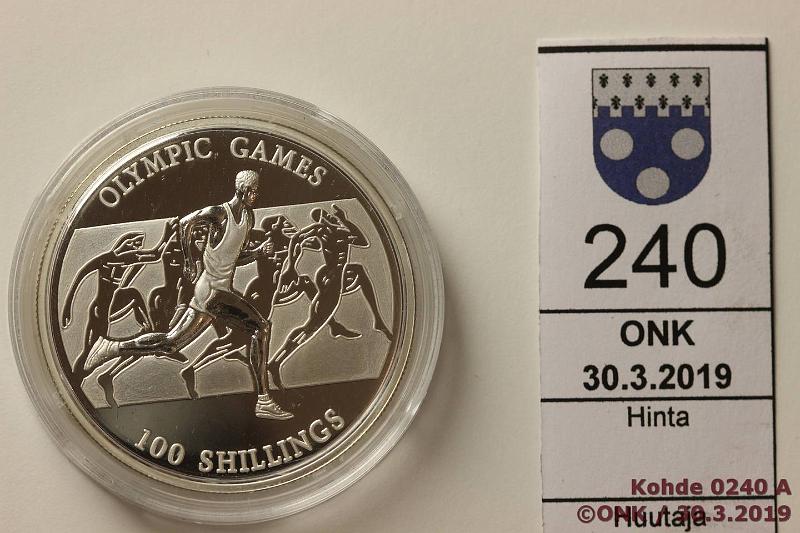 OLYMPIC GAMES
100 SHILLINGS
240
ONK
30.3.2019
Hinta
Huutaja
Kohde 0240 A
©ONK / 30.3.2019